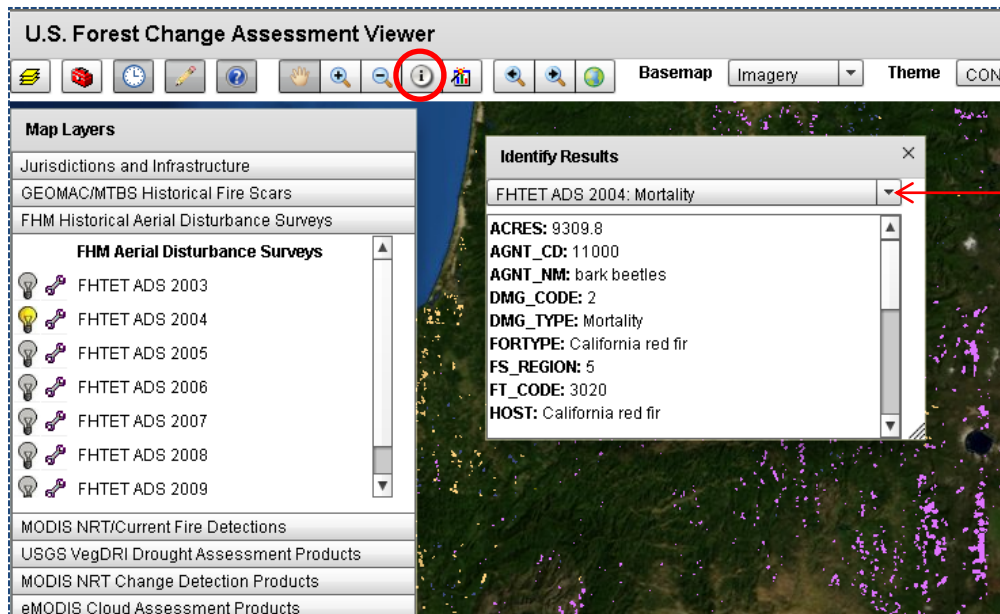 U.S. Forest Change Assessment Viewer
Basemap Imagery Theme CON
Map Layers
Jurisdictions and Infrastructure
GEOMAC/MTBS Historical Fire Scars
FHM Historical Aerial Disturbance Surveys
FHM Aerial Disturbance Surveys
FHTET ADS 2003
FHTET ADS 2004
FHTET ADS 2005
FHTET ADS 2006
FHTET ADS 2007
FHTET ADS 2008
FHTET ADS 2009
MODIS NRT/Current Fire Detections
USGS VegDRI Drought Assessment Products
MODIS NRT Change Detection Products
eMODIS Cloud Assessment Products
Identify Results
FHTET ADS 2004: Mortality
ACRES: 9309.8
AGNT_CD: 11000
AGNT_NM: bark beetles
DMG_CODE: 2
DMG_TYPE: Mortality
FORTYPE: California red fir
FS_REGION: 5
FT_CODE: 3020
HOST: California red fir